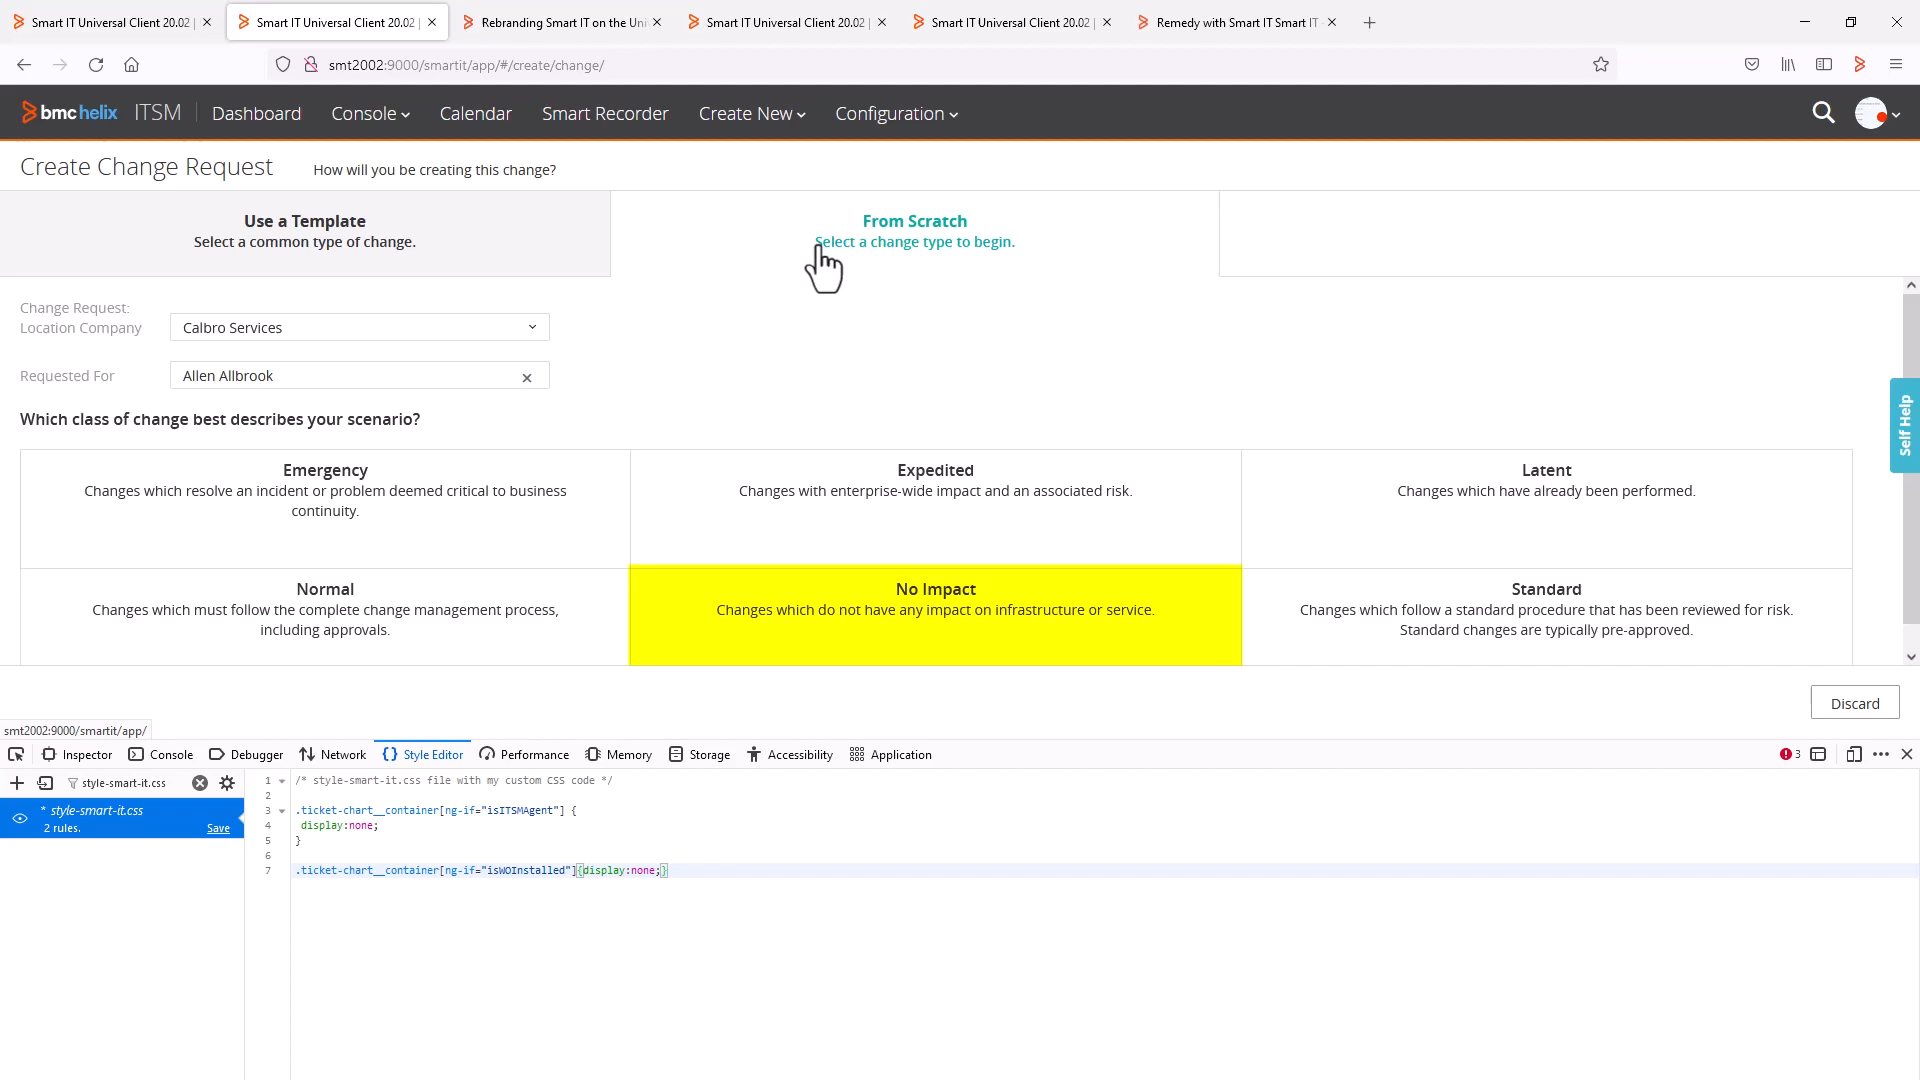 Smart IT Universal Client 20.02 |
Smart IT Universal Client 20.02 |
Rebranding Smart IT on the Uni
Smart IT Universal Client 20.02 |
Smart IT Universal Client 20.02 |
Remedy with Smart IT Smart IT -
smt2002:9000/smartit/app/#/create/change/
bmc helix ITSM
Dashboard
Console
Calendar
Smart Recorder
Create New
Configuration
Create Change Request
How will you be creating this change?
Use a Template
Select a common type of change.
From Scratch
Select a change type to begin.
Change Request:
Location Company
Calbro Services
Requested For
Allen Allbrook
Self Help
Which class of change best describes your scenario?
Emergency
Changes which resolve an incident or problem deemed critical to business
continuity.
Expedited
Changes with enterprise-wide impact and an associated risk.
Latent
Changes which have already been performed.
Normal
Changes which must follow the complete change management process,
including approvals.
No Impact
Changes which do not have any impact on infrastructure or service.
Standard
Changes which follow a standard procedure that has been reviewed for risk.
Standard changes are typically pre-approved.
Discard
smt2002:9000/smartit/app/
Inspector
Console
Debugger
Network
{} Style Editor
Performance
Memory
Storage
Accessibility
Application
3
style-smart-it.css
* style-smart-it.css
2 rules.
Save
1 /* style-smart-it.css file with my custom CSS code */
2
3 .ticket-chart__container[ng-if="isITSMAgent"] {
4 display:none;
5 }
6
7 .ticket-chart__container[ng-if="isWOInstalled"]{display:none;}